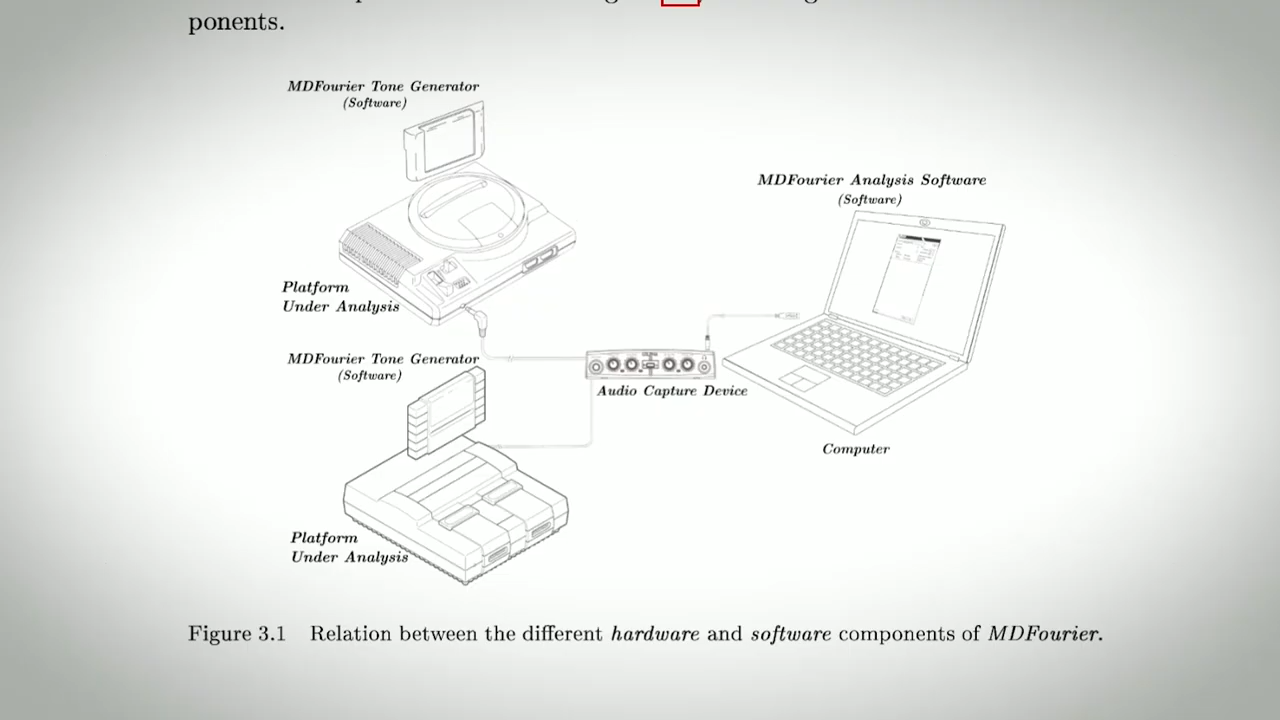 ponents.
MDFourier Tone Generator
(Software)
Platform
Under Analysis
MDFourier Tone Generator
(Software)
Platform
Under Analysis
Audio Capture Device
MDFourier Analysis Software
(Software)
Computer
Figure 3.1 Relation between the different hardware and software components of MDFourier.